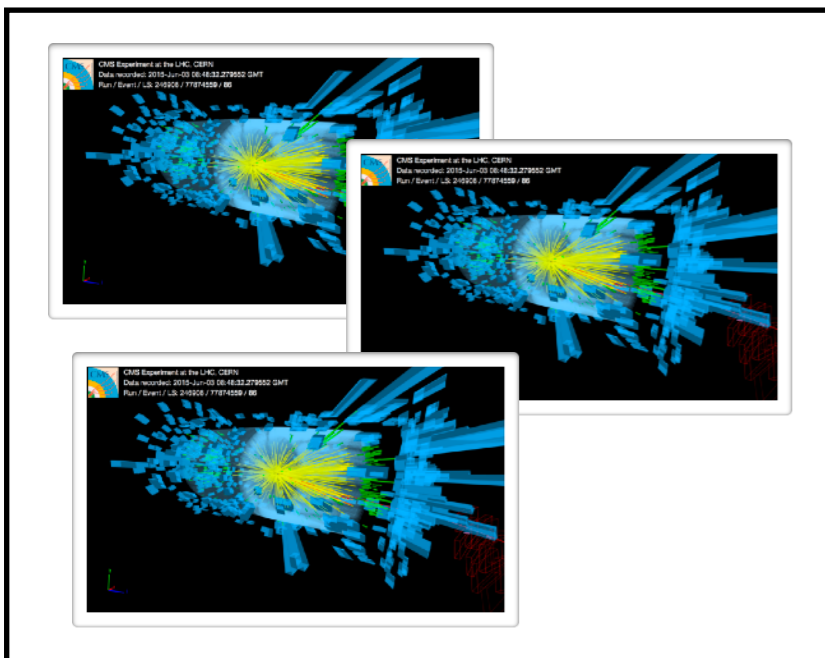 CMS Experiment at the LHC, CERN
Data recorded: 2015-Jun-03 08:48:32.279552 GMT
Run / Event / LS: 246908 / 77874559 / 86
CMS Experiment at the LHC, CERN
Data recorded: 2015-Jun-03 08:48:32.279552 GMT
Run / Event / LS: 246908 / 77874559 / 86
CMS Experiment at the LHC, CERN
Data recorded: 2015-Jun-03 08:48:32.279552 GMT
Run / Event / LS: 246908 / 77874559 / 86